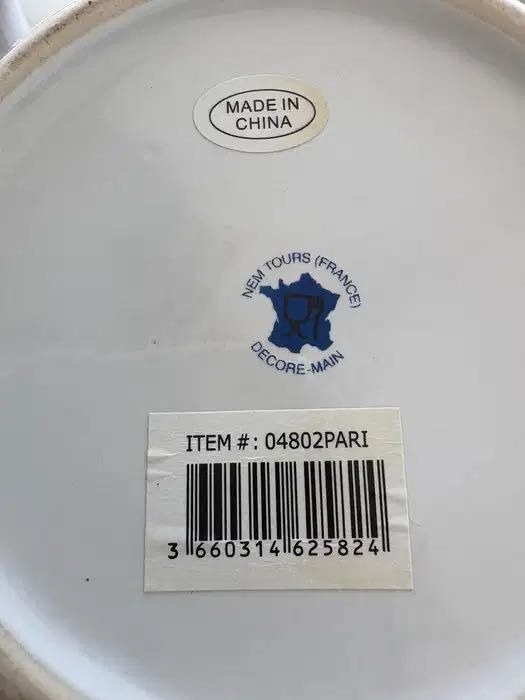 MADE IN
CHINA
NEM TOURS (FRANCE)
DECORE-MAIN
ITEM #: 04802PARI
3 660314 625824